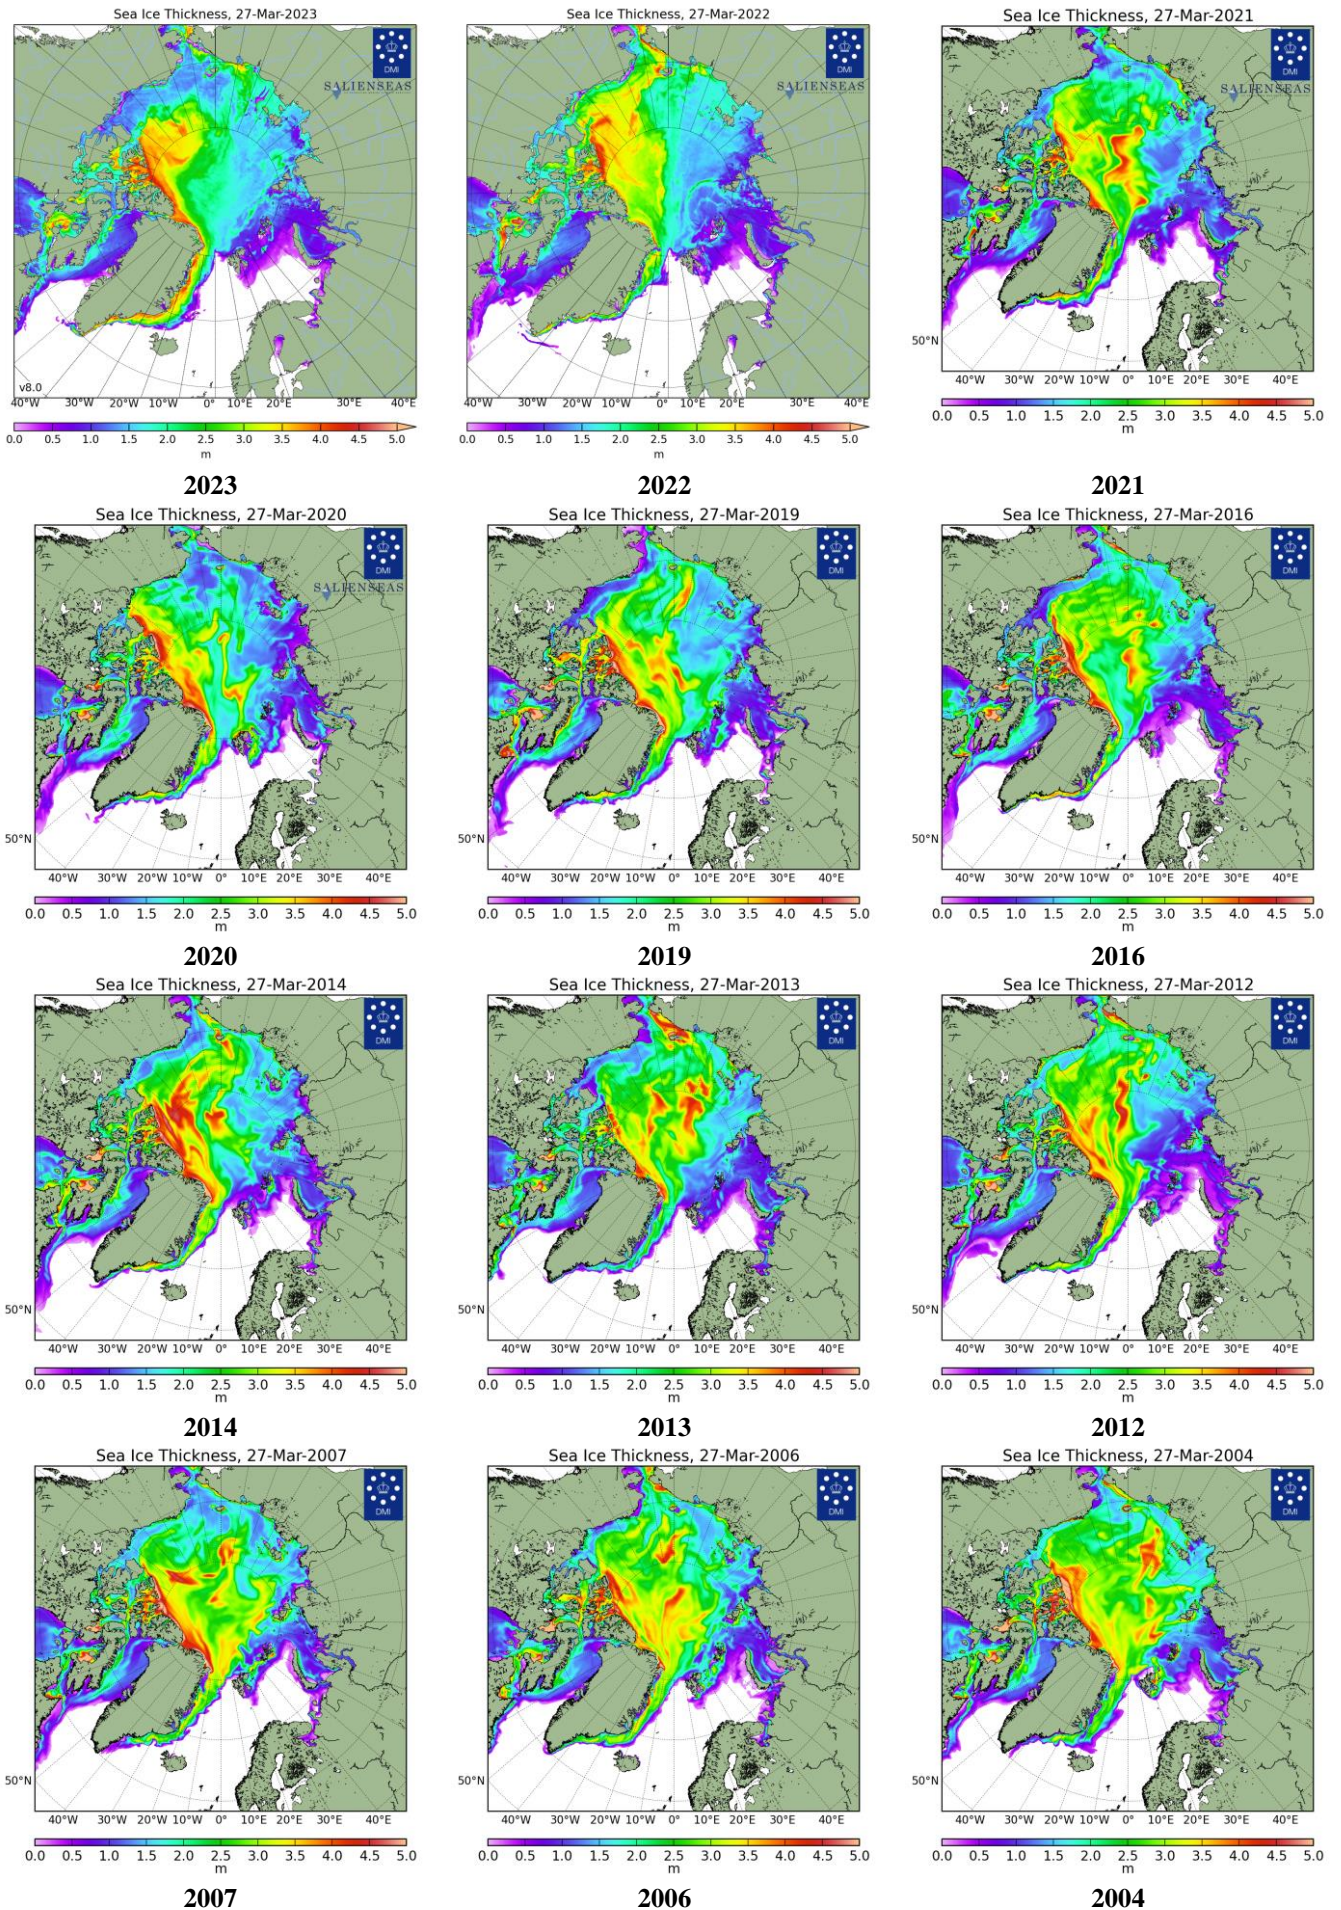 Sea Ice Thickness, 27-Mar-2023
Sea Ice Thickness, 27-Mar-2022
Sea Ice Thickness, 27-Mar-2021
DMI
SALIENSEAS
DMI
SALIENSEAS
DMI
SALIENSEAS
v8.0
50°N
40°W 30°W 20°W 10°W 0° 10°E 20°E 30°E 40°E
40°W 30°W 20°W 10°W 0° 10°E 20°E 30°E 40°E
40°W 30°W 20°W 10°W 0° 10°E 20°E 30°E 40°E
0.0 0.5 1.0 1.5 2.0 2.5 3.0 3.5 4.0 4.5 5.0
m
0.0 0.5 1.0 1.5 2.0 2.5 3.0 3.5 4.0 4.5 5.0
m
0.0 0.5 1.0 1.5 2.0 2.5 3.0 3.5 4.0 4.5 5.0
m
2023
2022
2021
Sea Ice Thickness, 27-Mar-2020
Sea Ice Thickness, 27-Mar-2019
Sea Ice Thickness, 27-Mar-2016
DMI
SALIENSEAS
DMI
DMI
50°N
50°N
40°W 30°W 20°W 10°W 0° 10°E 20°E 30°E 40°E
40°W 30°W 20°W 10°W 0° 10°E 20°E 30°E 40°E
40°W 30°W 20°W 10°W 0° 10°E 20°E 30°E 40°E
0.0 0.5 1.0 1.5 2.0 2.5 3.0 3.5 4.0 4.5 5.0
m
0.0 0.5 1.0 1.5 2.0 2.5 3.0 3.5 4.0 4.5 5.0
m
0.0 0.5 1.0 1.5 2.0 2.5 3.0 3.5 4.0 4.5 5.0
m
2020
2019
2016
Sea Ice Thickness, 27-Mar-2014
Sea Ice Thickness, 27-Mar-2013
Sea Ice Thickness, 27-Mar-2012
DMI
DMI
DMI
50°N
50°N
40°W 30°W 20°W 10°W 0° 10°E 20°E 30°E 40°E
40°W 30°W 20°W 10°W 0° 10°E 20°E 30°E 40°E
40°W 30°W 20°W 10°W 0° 10°E 20°E 30°E 40°E
0.0 0.5 1.0 1.5 2.0 2.5 3.0 3.5 4.0 4.5 5.0
m
0.0 0.5 1.0 1.5 2.0 2.5 3.0 3.5 4.0 4.5 5.0
m
0.0 0.5 1.0 1.5 2.0 2.5 3.0 3.5 4.0 4.5 5.0
m
2014
2013
2012
Sea Ice Thickness, 27-Mar-2007
Sea Ice Thickness, 27-Mar-2006
Sea Ice Thickness, 27-Mar-2004
DMI
DMI
DMI
50°N
50°N
40°W 30°W 20°W 10°W 0° 10°E 20°E 30°E 40°E
40°W 30°W 20°W 10°W 0° 10°E 20°E 30°E 40°E
40°W 30°W 20°W 10°W 0° 10°E 20°E 30°E 40°E
0.0 0.5 1.0 1.5 2.0 2.5 3.0 3.5 4.0 4.5 5.0
m
0.0 0.5 1.0 1.5 2.0 2.5 3.0 3.5 4.0 4.5 5.0
m
0.0 0.5 1.0 1.5 2.0 2.5 3.0 3.5 4.0 4.5 5.0
m
2007
2006
2004